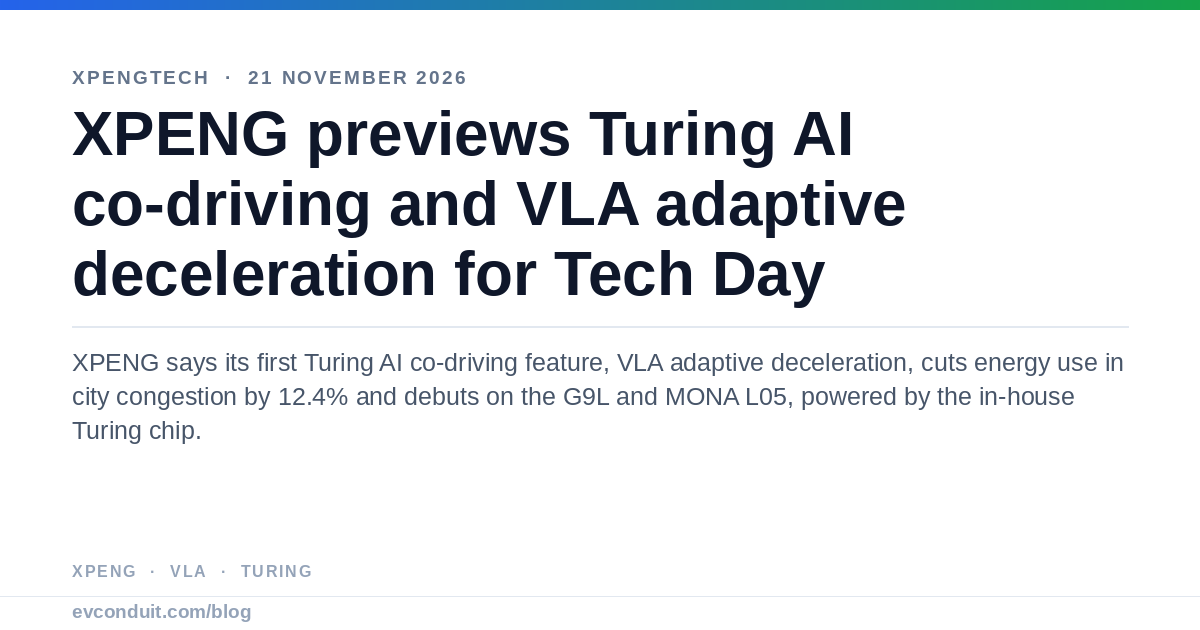 XPENGTECH · 21 NOVEMBER 2026
XPENG previews Turing AI
co-driving and VLA adaptive
deceleration for Tech Day
XPENG says its first Turing AI co-driving feature, VLA adaptive deceleration, cuts energy use in
city congestion by 12.4% and debuts on the G9L and MONA L05, powered by the in-house
Turing chip.
XPENG · VLA · TURING
evconduit.com/blog